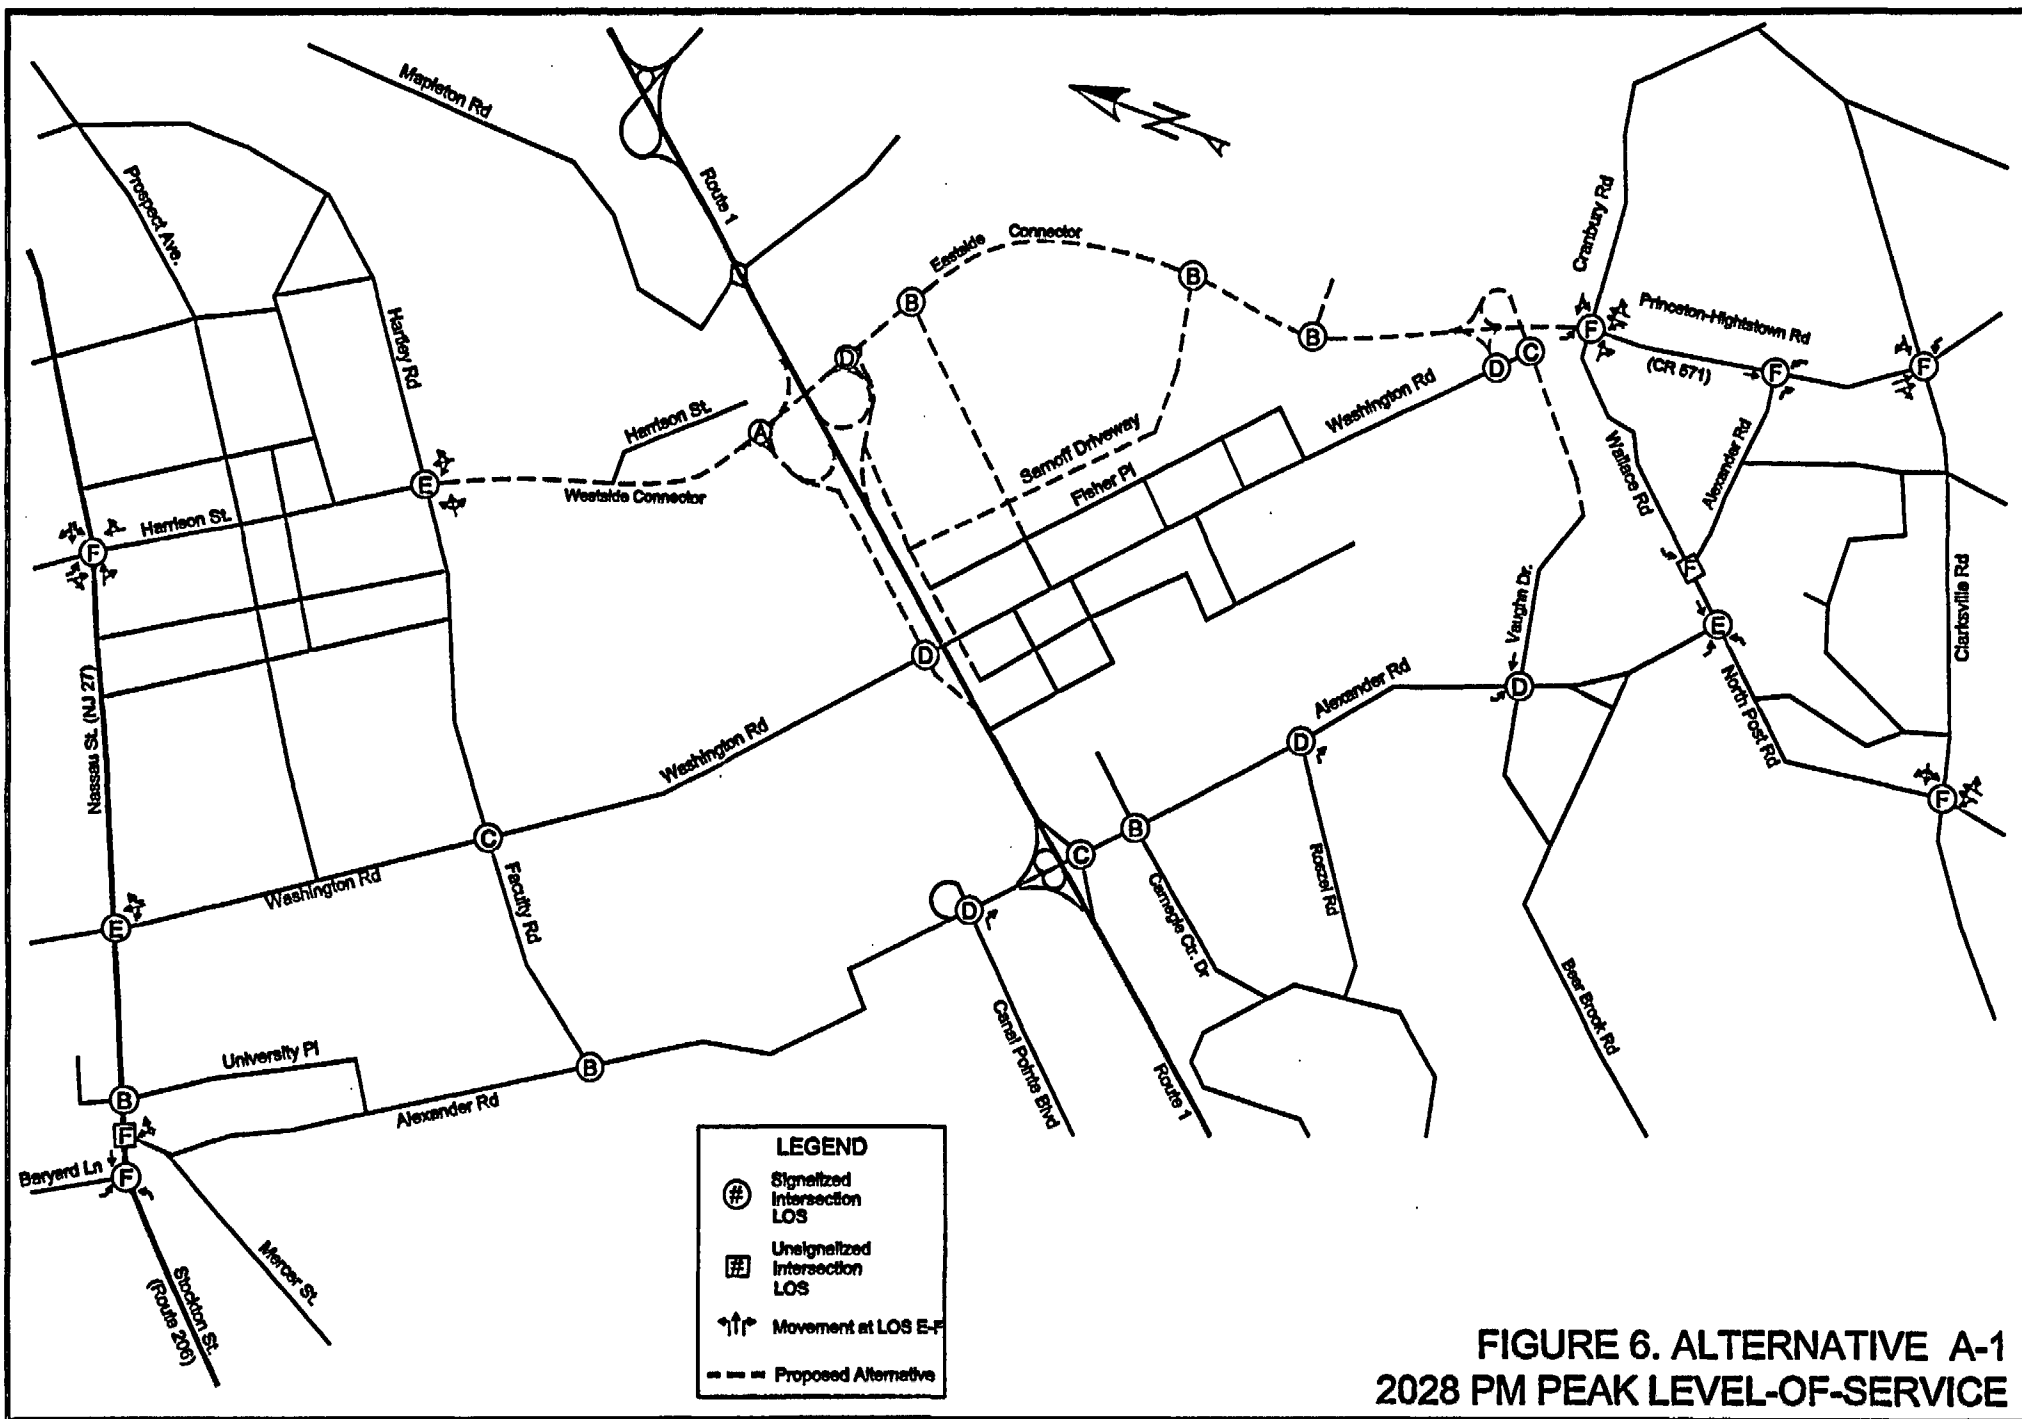 Mapleton Rd
Prospect Ave.
Route 1
N
Cranbury Rd
Eastside
Connector
B
B
Princeton-Hightstown Rd
(CR 571)
Hartley Rd
D
B
F
C
D
F
F
Harrison St.
A
Washington Rd
Sarnoff Driveway
Fisher Pl
Wallace Rd
Alexander Rd
E
Westside Connector
Harrison St.
F
F
Vaughn Dr.
Clarksville Rd
E
D
Alexander Rd
D
North Post Rd
Nassau St. (NJ 27)
Washington Rd
D
F
C
B
C
Roszel Rd
Washington Rd
Faculty Rd
Carnegie Ctr. Dr
E
D
Canal Pointe Blvd
Bear Brook Rd
University Pl
B
Route 1
B
Alexander Rd
F
Baryard Ln
F
Mercer St.
Stockton St.
(Route 206)
LEGEND
# Signalized
Intersection
LOS
# Unsignalized
Intersection
LOS
Movement at LOS E-F
Proposed Alternative
FIGURE 6. ALTERNATIVE A-1
2028 PM PEAK LEVEL-OF-SERVICE